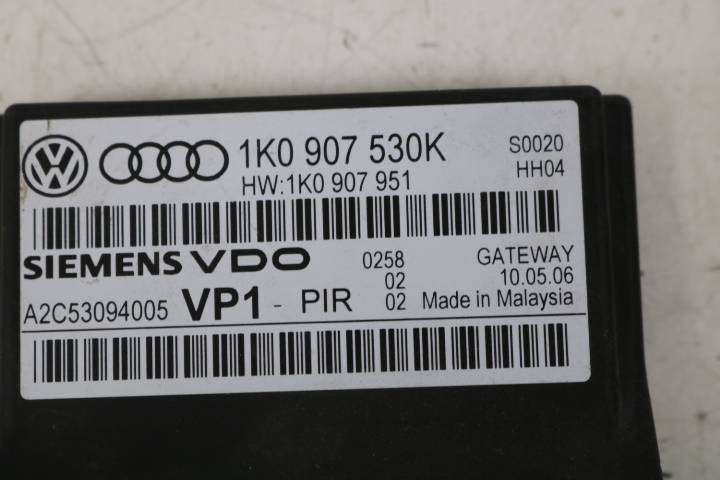 1K0 907 530K S0020
HW:1K0 907 951 HH04
SIEMENS VDO 0258 GATEWAY
02 10.05.06
A2C53094005 VP1 - PIR 02 Made in Malaysia